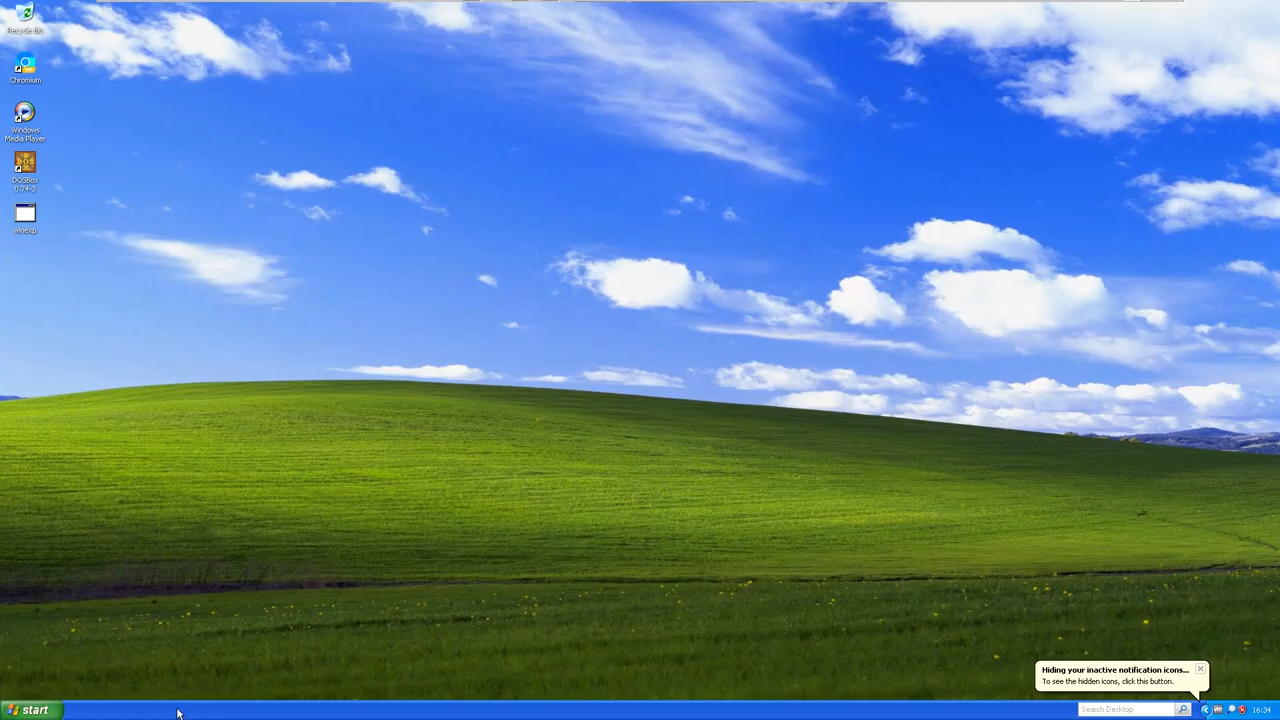 Recycle Bin
Chromium
Windows
Media Player
DOSBox
0.74-3
winexp
Hiding your inactive notification icons...
To see the hidden icons, click this button.
start
Search Desktop
16:34